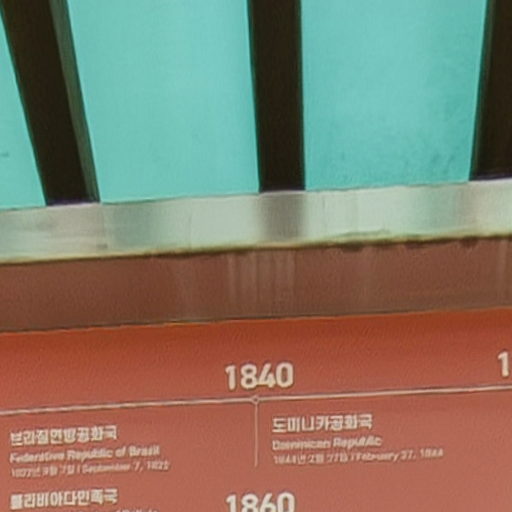 1840
브라질연방공화국
Federative Republic of Brazil
1822년 9월 7일 | September 7, 1822
도미니카공화국
Dominican Republic
1844년 2월 27일 | February 27, 1844
볼리비아다민족국
1860